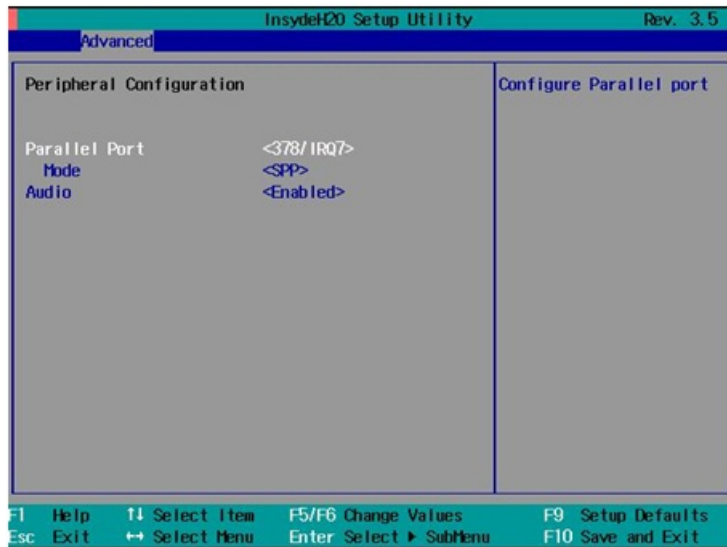 InsydeH20 Setup Utility Rev. 3.5
Advanced
Peripheral Configuration
Configure Parallel port
Parallel Port <378/IRQ7>
Mode <SPP>
Audio <Enabled>
F1 Help ↑↓ Select Item F5/F6 Change Values F9 Setup Defaults
Esc Exit ↔ Select Menu Enter Select ▶ SubMenu F10 Save and Exit